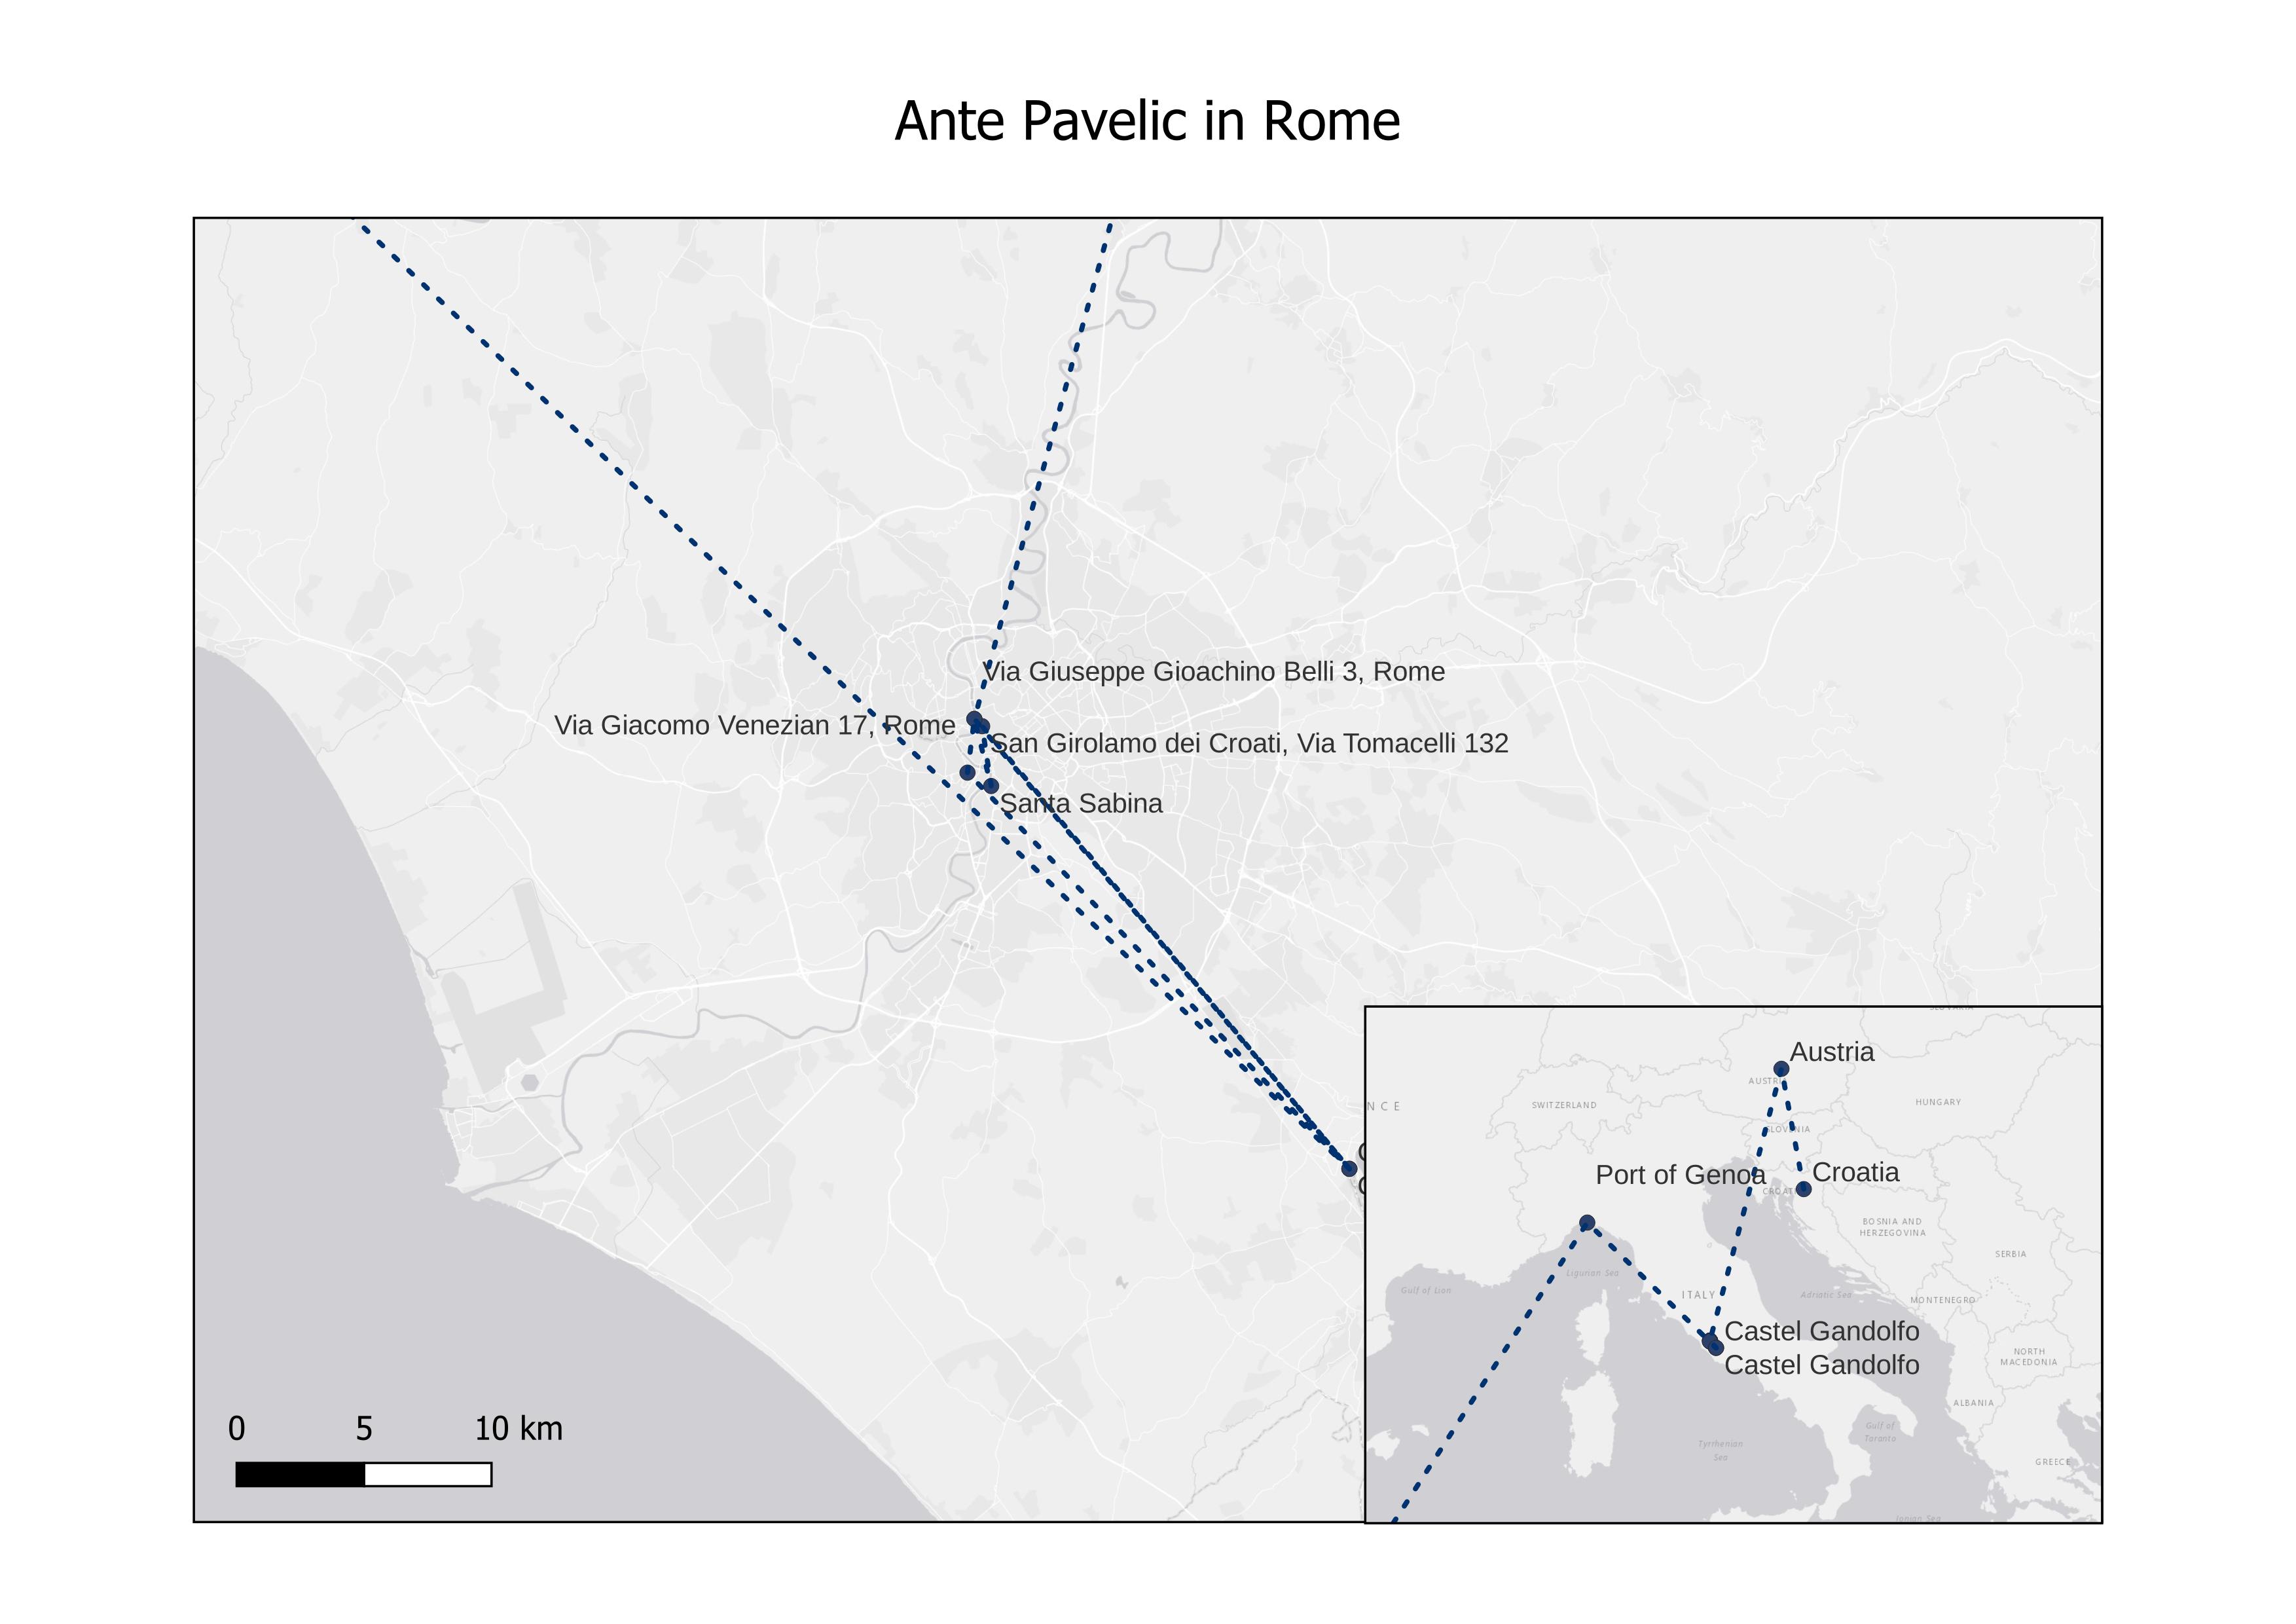 Ante Pavelic in Rome
Via Giuseppe Gioachino Belli 3, Rome
Via Giacomo Venezian 17, Rome
San Girolamo dei Croati, Via Tomacelli 132
Santa Sabina
Austria
AUSTRIA
SWITZERLAND
HUNGARY
NCE
SLOVENIA
Port of Genoa
Croatia
CROAT
BOSNIA AND
HERZEGOVINA
SERBIA
Ligurian Sea
Gulf of Lion
ITALY
Adriatic Sea
MONTENEGRO
Castel Gandolfo
Castel Gandolfo
NORTH
MACEDONIA
ALBANIA
Gulf of
Taranto
Tyrrhenian
Sea
GREECE
Ionian Sea
0 5 10 km